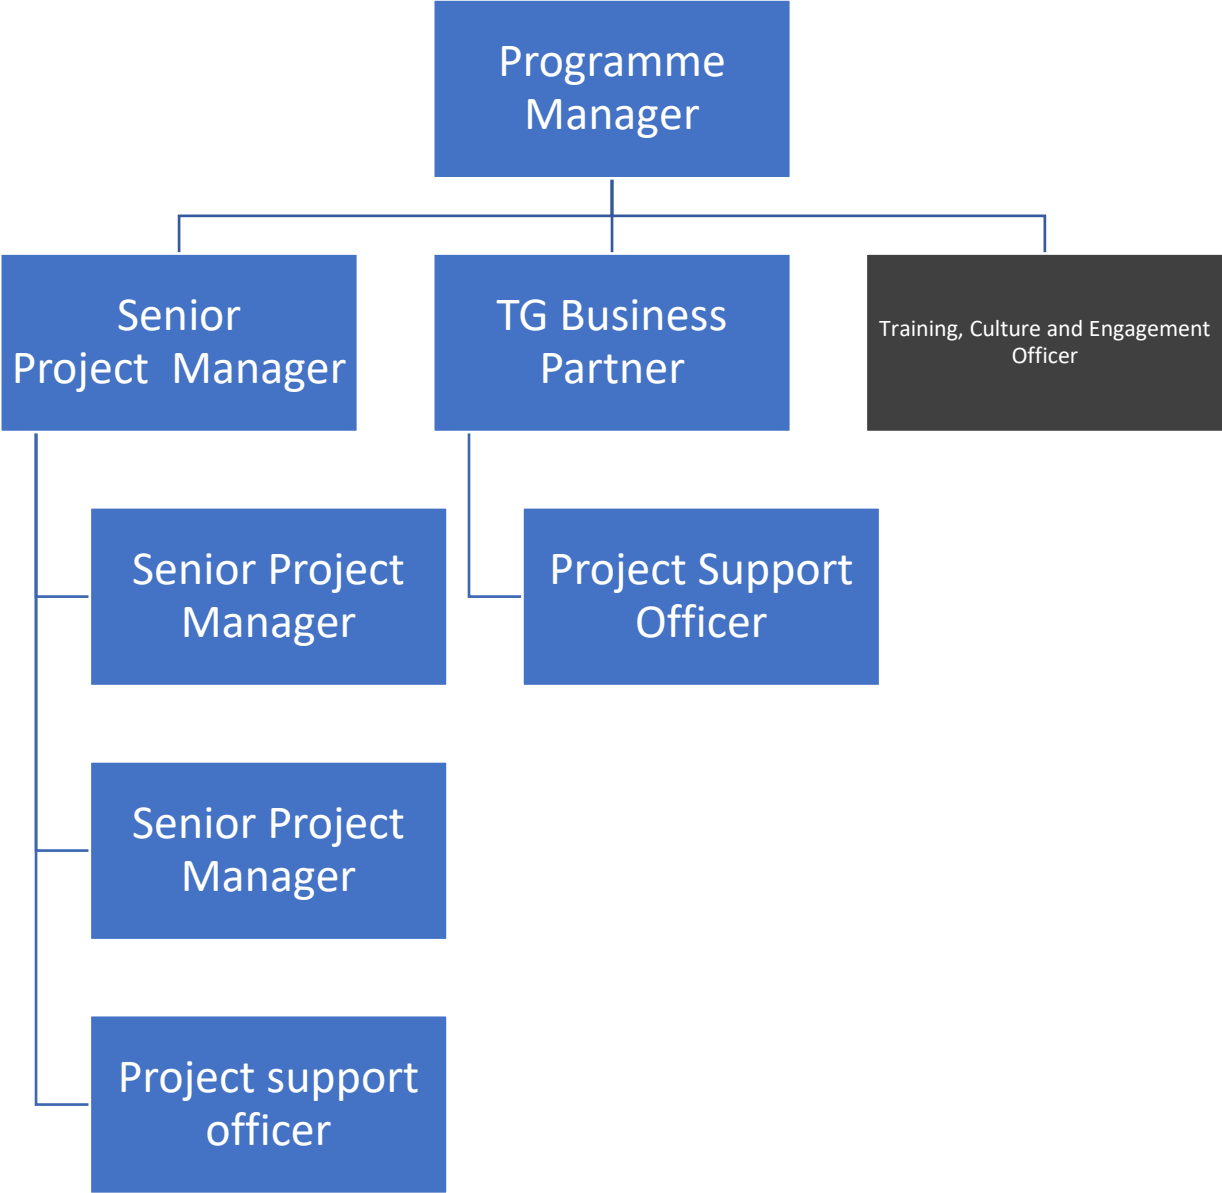 Programme
Manager
Senior
Project  Manager
TG Business
Partner
Training, Culture and Engagement
Officer
Senior Project
Manager
Project Support
Officer
Senior Project
Manager
Project support
officer